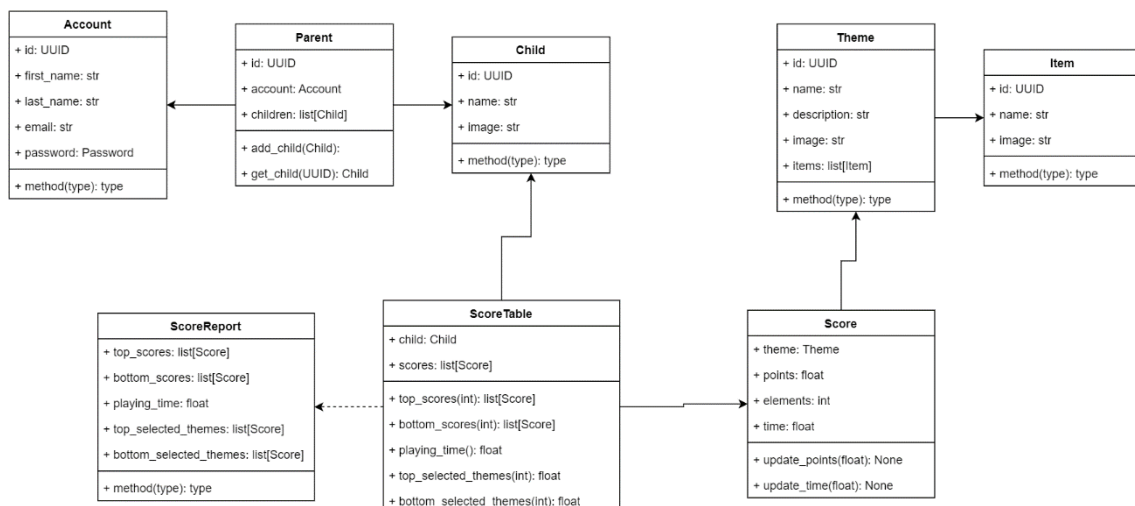 Account
+ id: UUID
+ first_name: str
+ last_name: str
+ email: str
+ password: Password
+ method(type): type
Parent
+ id: UUID
+ account: Account
+ children: list[Child]
+ add_child(Child):
+ get_child(UUID): Child
Child
+ id: UUID
+ name: str
+ image: str
+ method(type): type
Theme
+ id: UUID
+ name: str
+ description: str
+ image: str
+ items: list[Item]
+ method(type): type
Item
+ id: UUID
+ name: str
+ image: str
+ method(type): type
ScoreReport
+ top_scores: list[Score]
+ bottom_scores: list[Score]
+ playing_time: float
+ top_selected_themes: list[Score]
+ bottom_selected_themes: list[Score]
+ method(type): type
ScoreTable
+ child: Child
+ scores: list[Score]
+ top_scores(int): list[Score]
+ bottom_scores(int): list[Score]
+ playing_time(): float
+ top_selected_themes(int): float
+ bottom_selected_themes(int): float
Score
+ theme: Theme
+ points: float
+ elements: int
+ time: float
+ update_points(float): None
+ update_time(float): None